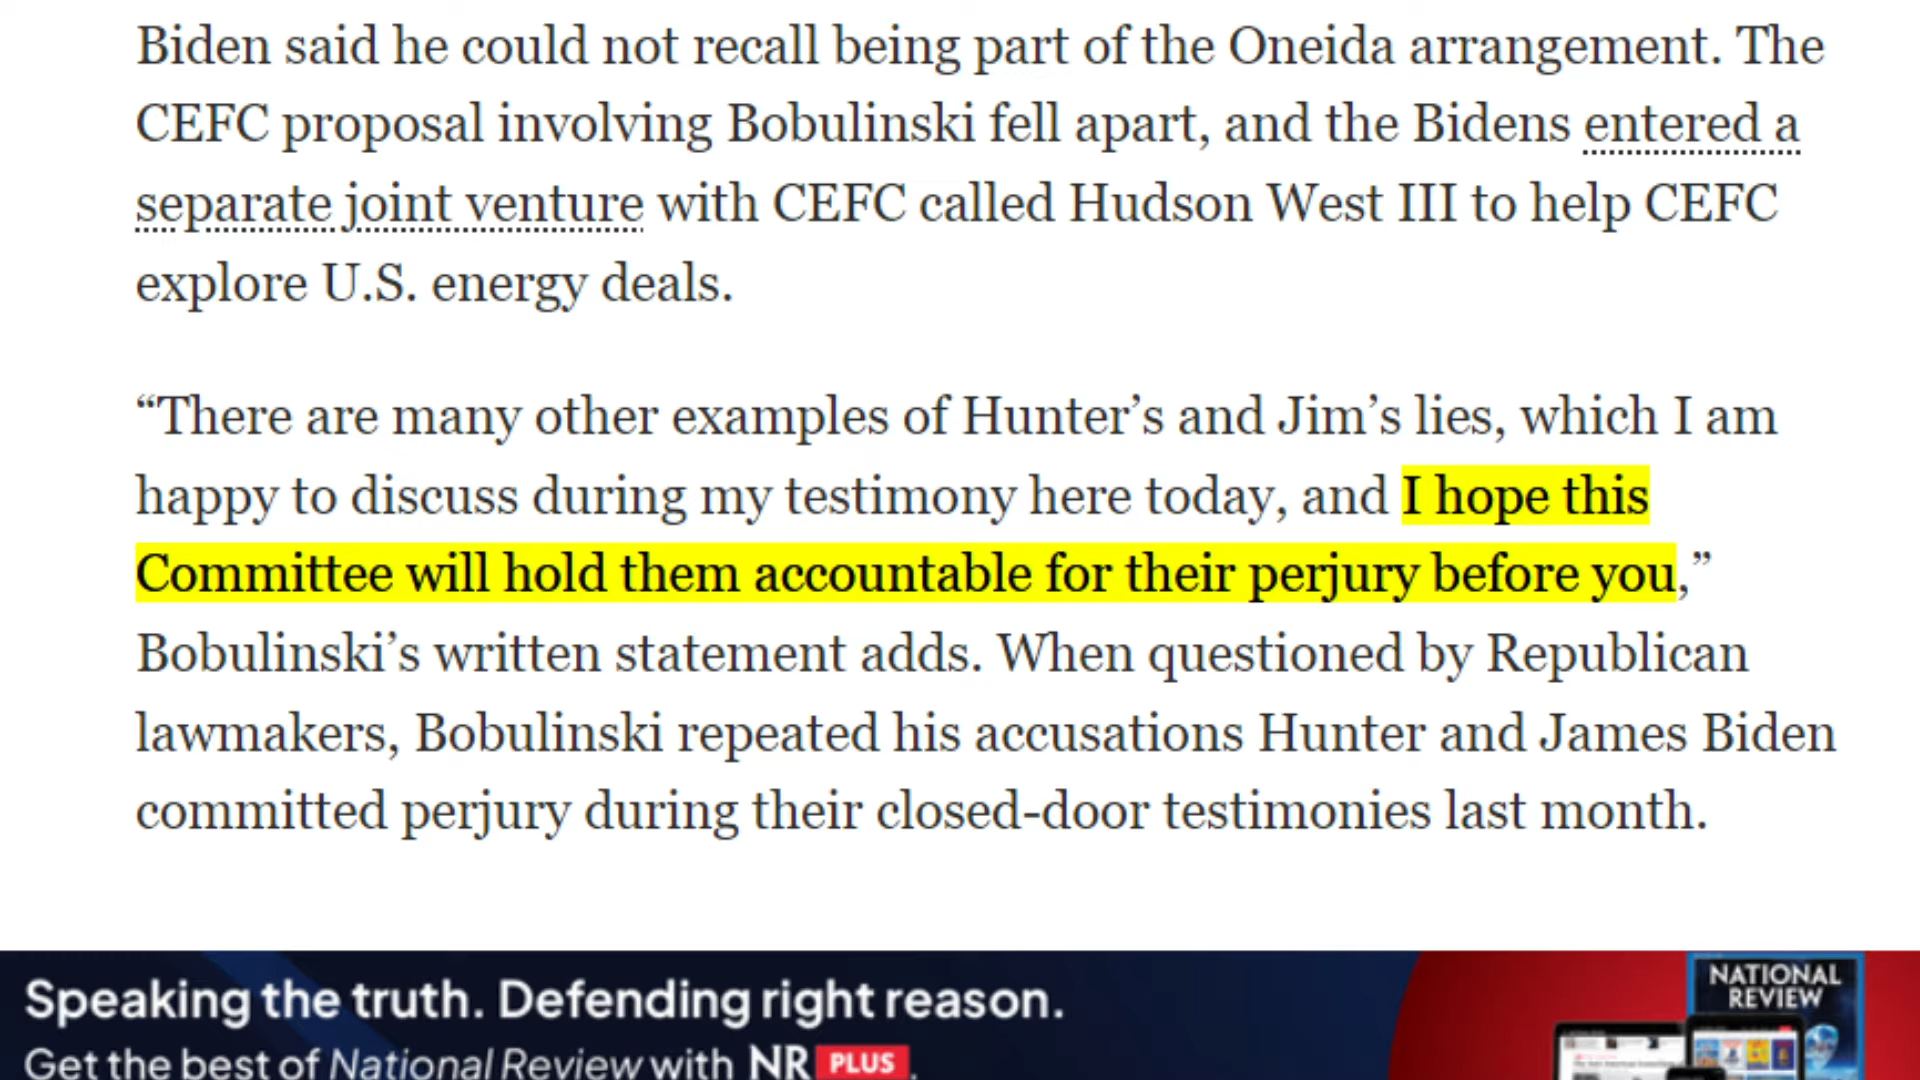 Biden said he could not recall being part of the Oneida arrangement. The
CEFC proposal involving Bobulinski fell apart, and the Bidens entered a
separate joint venture with CEFC called Hudson West III to help CEFC
explore U.S. energy deals.
“There are many other examples of Hunter’s and Jim’s lies, which I am
happy to discuss during my testimony here today, and I hope this
Committee will hold them accountable for their perjury before you,”
Bobulinski’s written statement adds. When questioned by Republican
lawmakers, Bobulinski repeated his accusations Hunter and James Biden
committed perjury during their closed-door testimonies last month.
Speaking the truth. Defending right reason.
Get the best of National Review with NR PLUS.
NATIONAL
REVIEW